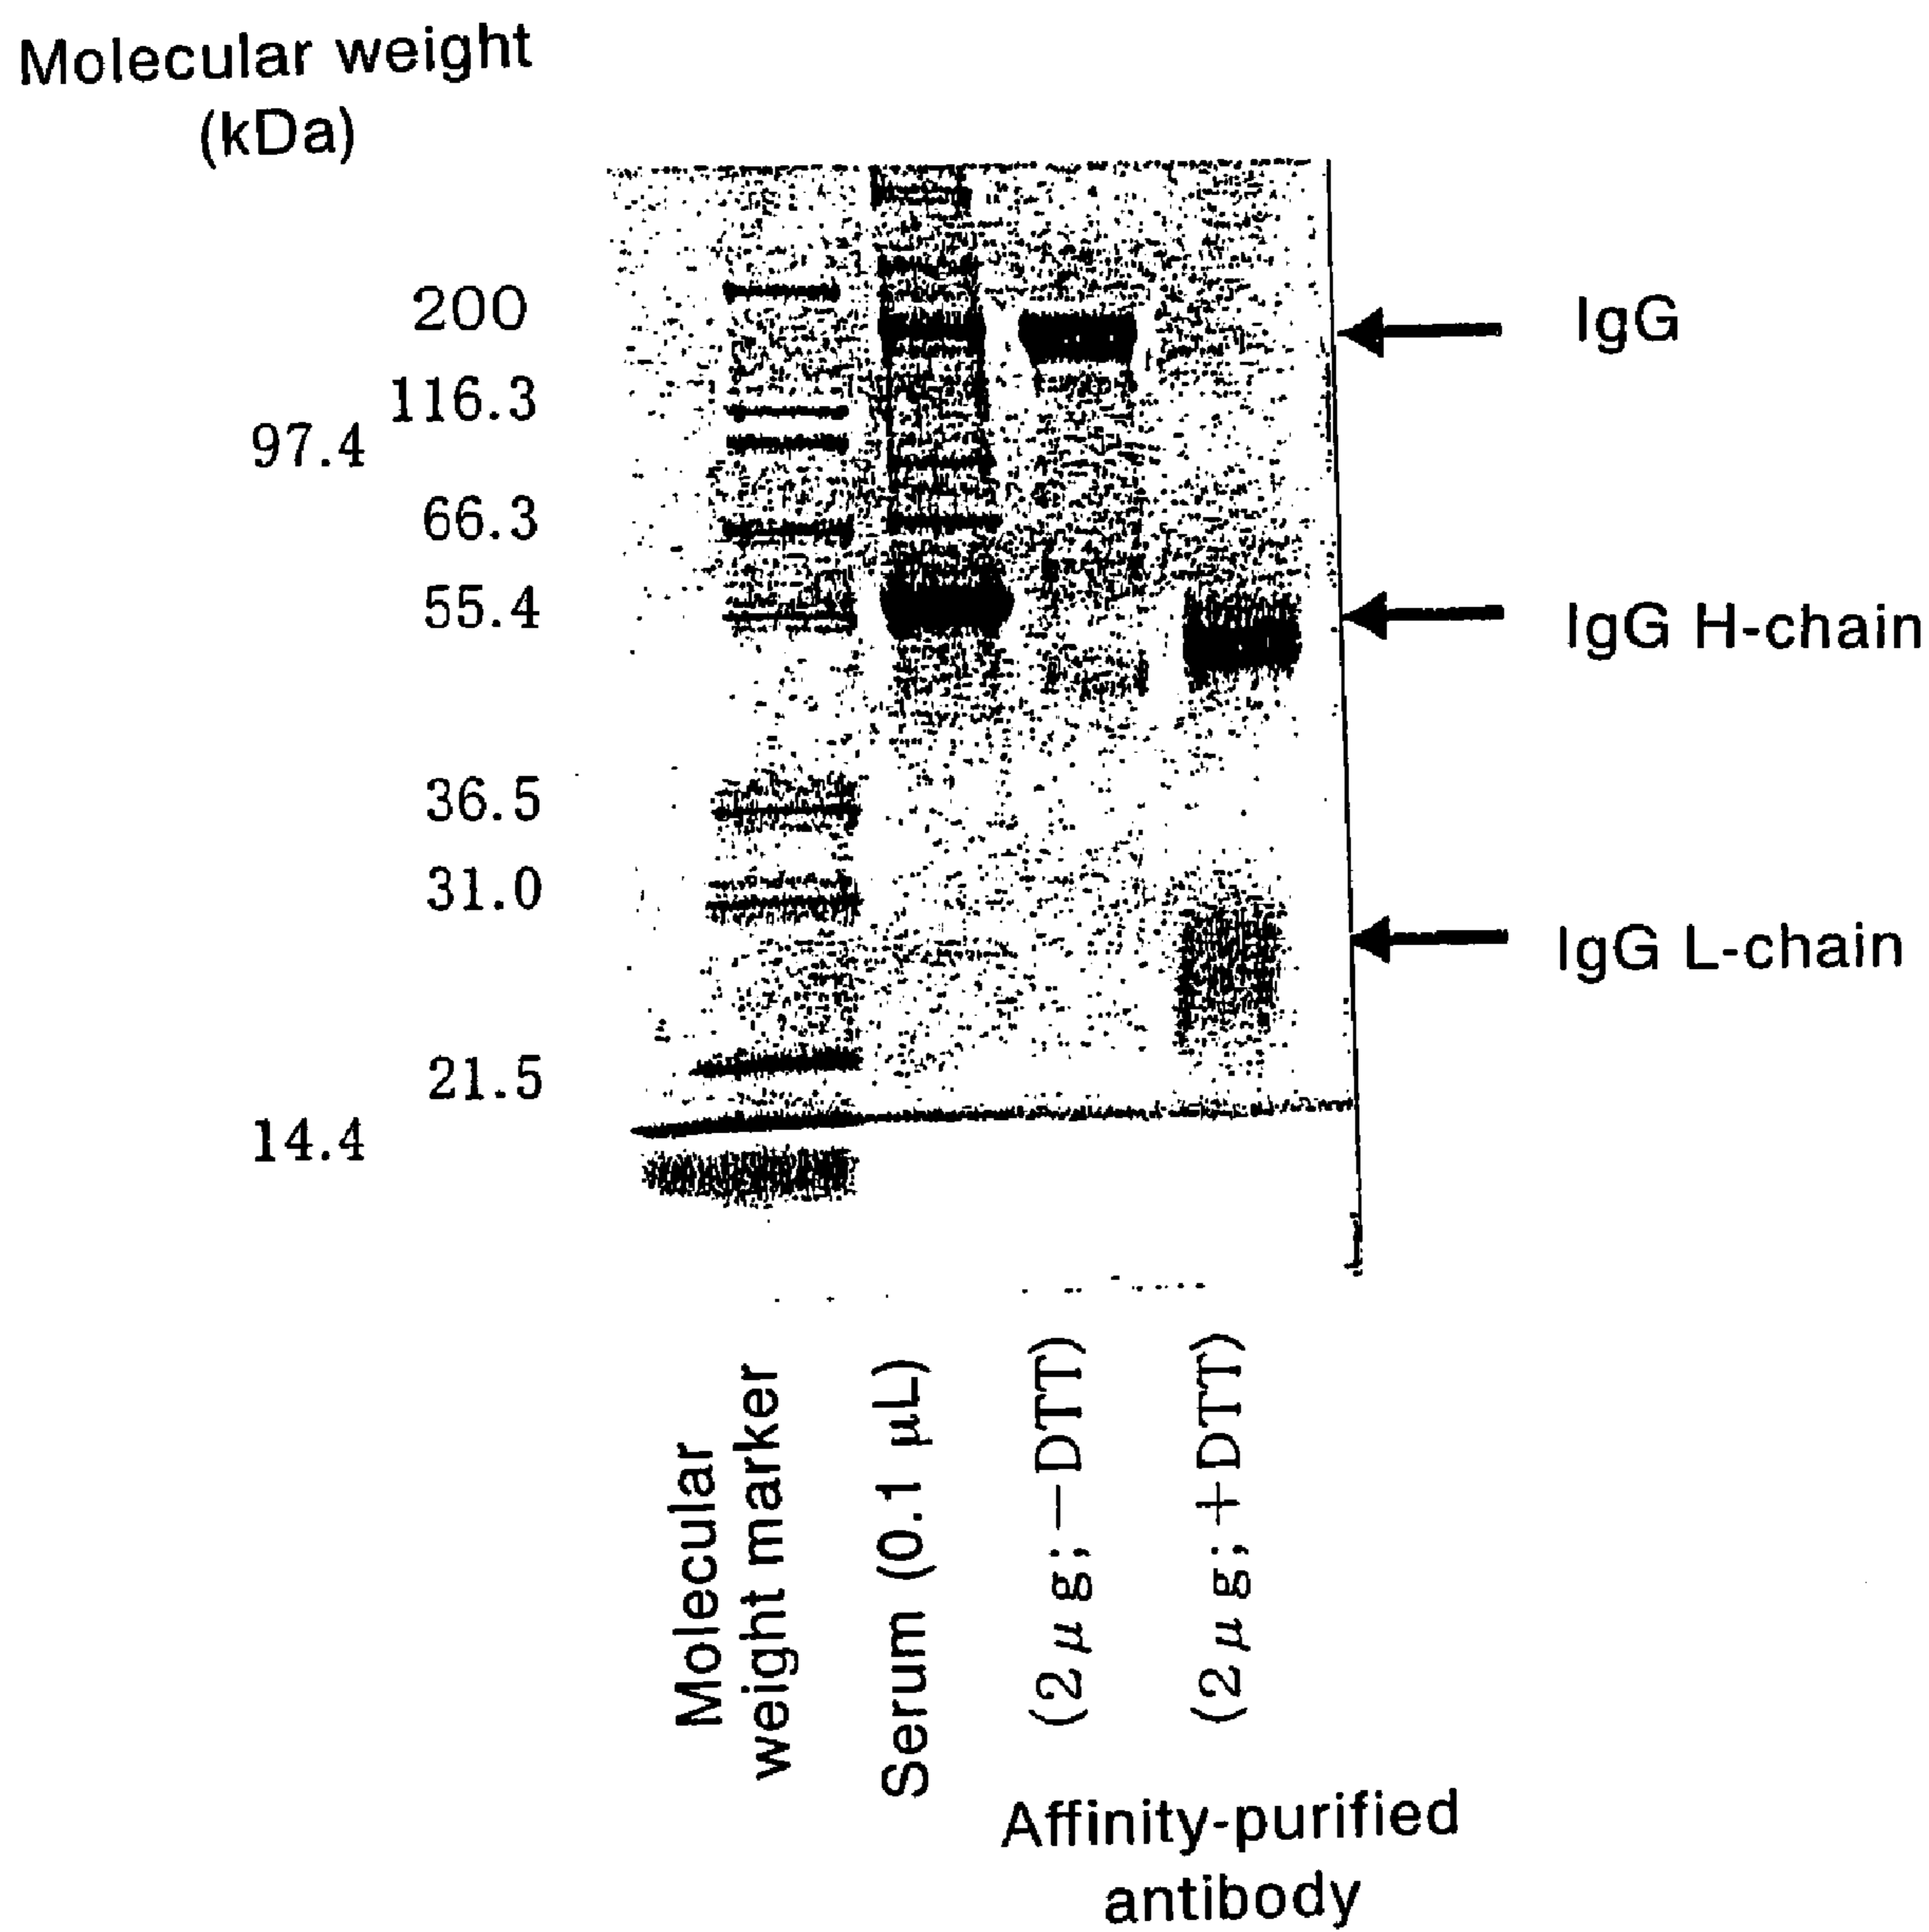 Molecular weight
(kDa)
200
116.3
97.4
66.3
55.4
36.5
31.0
21.5
14.4
IgG
IgG H-chain
IgG L-chain
Molecular
weight marker
Serum (0.1 μL)
(2 μg; −DTT)
(2 μg; +DTT)
Affinity-purified
antibody